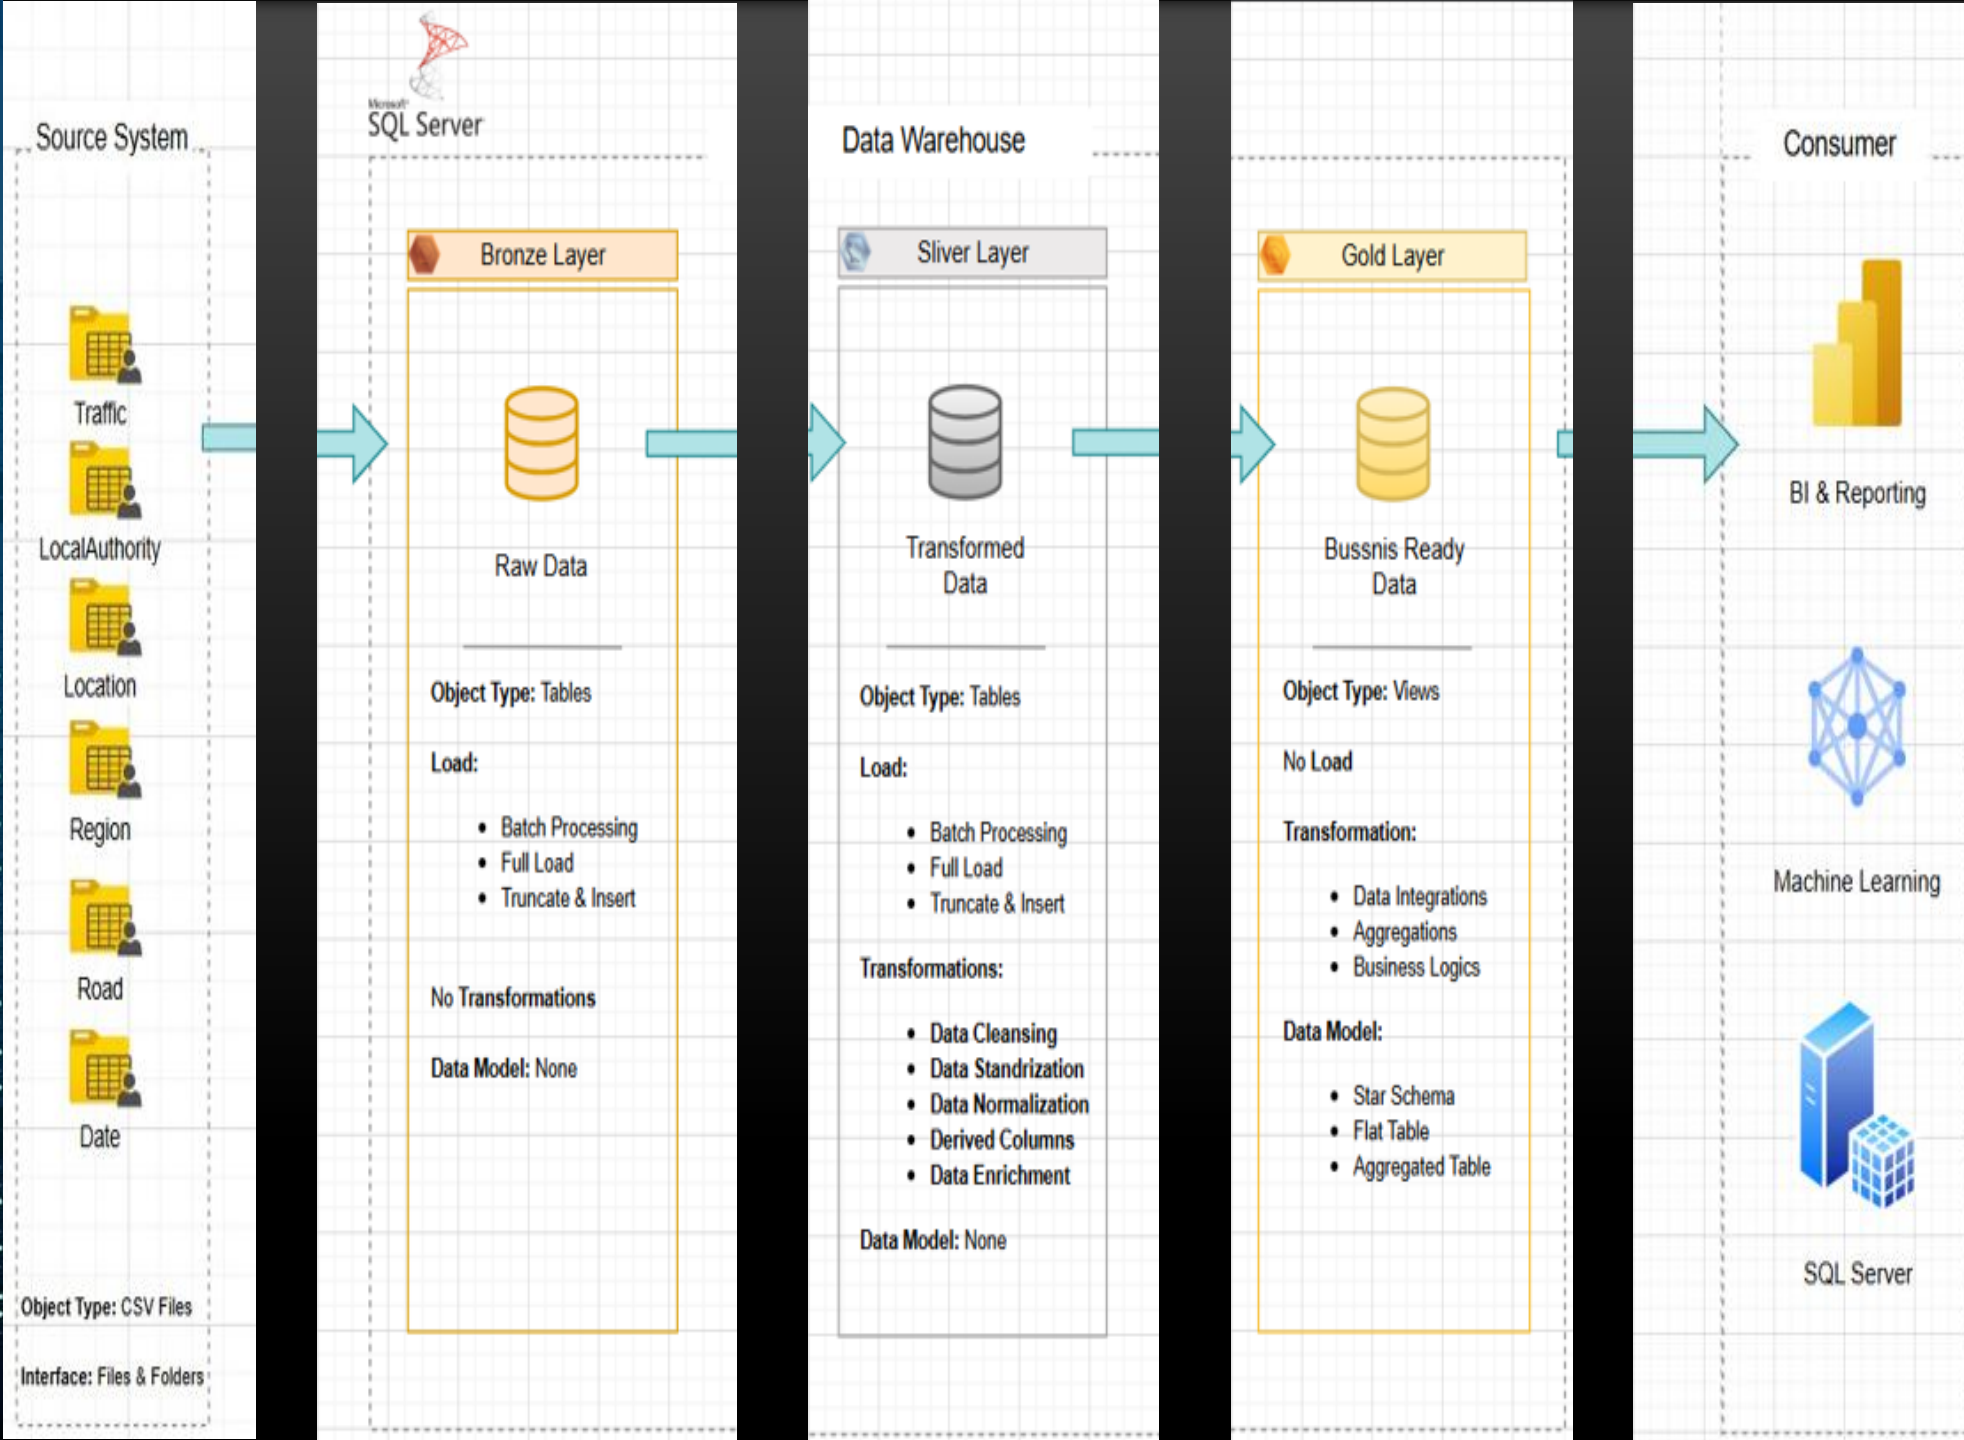 Source System
Traffic
LocalAuthority
Location
Region
Road
Date
Object Type: CSV Files
Interface: Files & Folders
Microsoft®
SQL Server
Bronze Layer
Raw Data
Object Type: Tables
Load:
• Batch Processing
• Full Load
• Truncate & Insert
No Transformations
Data Model: None
Data Warehouse
Sliver Layer
Transformed
Data
Object Type: Tables
Load:
• Batch Processing
• Full Load
• Truncate & Insert
Transformations:
• Data Cleansing
• Data Standrization
• Data Normalization
• Derived Columns
• Data Enrichment
Data Model: None
Gold Layer
Bussnis Ready
Data
Object Type: Views
No Load
Transformation:
• Data Integrations
• Aggregations
• Business Logics
Data Model:
• Star Schema
• Flat Table
• Aggregated Table
Consumer
BI & Reporting
Machine Learning
SQL Server